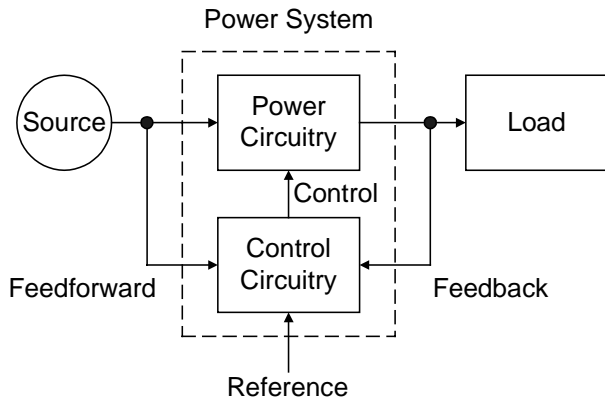 Power System
Source
Power
Circuitry
Load
Control
Control
Circuitry
Feedforward
Feedback
Reference